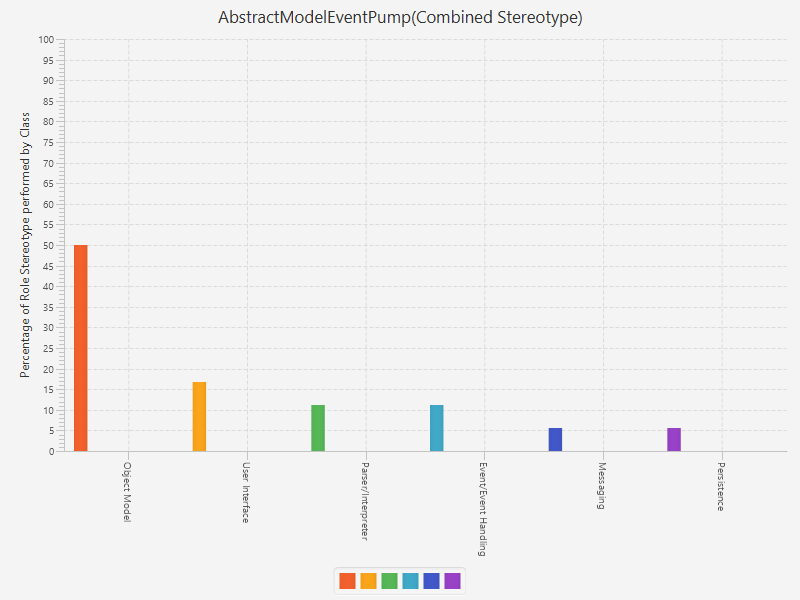 AbstractModelEventPump(Combined Stereotype)
Percentage of Role Stereotype performed by Class
100
95
90
85
80
75
70
65
60
55
50
45
40
35
30
25
20
15
10
5
0
Object Model
User Interface
Parser/Interpreter
Event/Event Handling
Messaging
Persistence